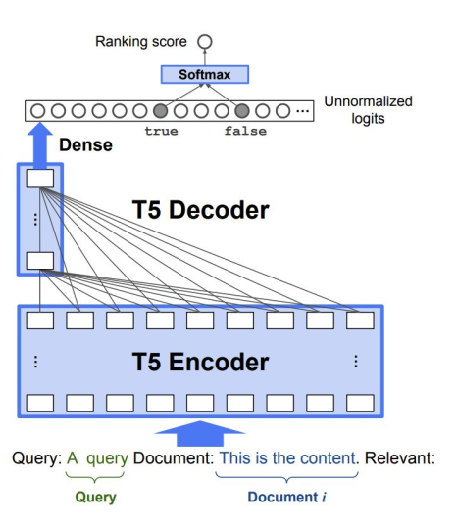 Ranking score
Softmax
Unnormalized
logits
...
true false
Dense
T5 Decoder
T5 Encoder
Query: A query Document: This is the content. Relevant:
Query Document i